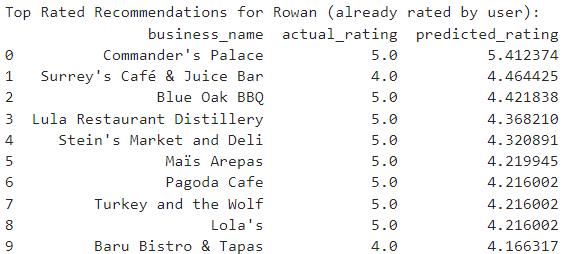 Top Rated Recommendations for Rowan (already rated by user):
business_name actual_rating predicted_rating
0 Commander's Palace 5.0 5.412374
1 Surrey's Café & Juice Bar 4.0 4.464425
2 Blue Oak BBQ 5.0 4.421838
3 Lula Restaurant Distillery 5.0 4.368210
4 Stein's Market and Deli 5.0 4.320891
5 Maïs Arepas 5.0 4.219945
6 Pagoda Cafe 5.0 4.216002
7 Turkey and the Wolf 5.0 4.216002
8 Lola's 5.0 4.216002
9 Baru Bistro & Tapas 4.0 4.166317